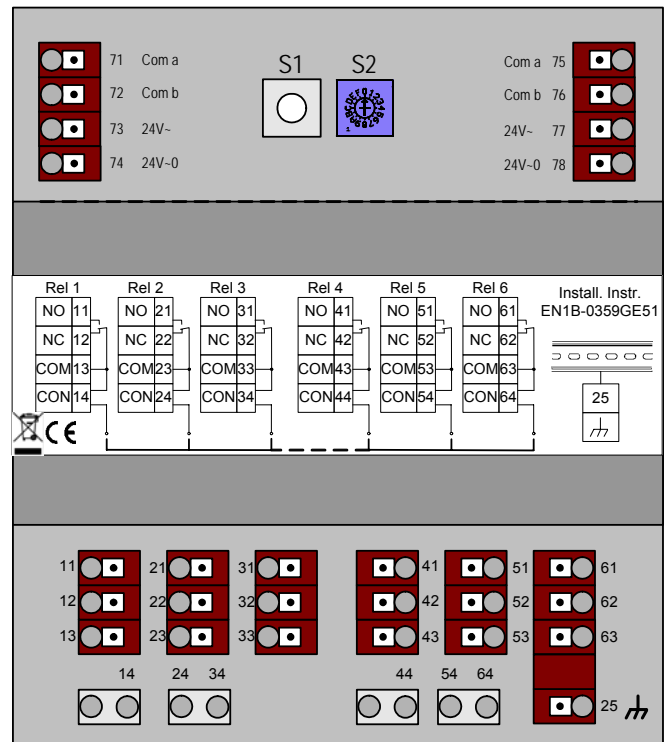 S1 S2
71 Com a
72 Com b
73 24V~
74 24V~0
Com a 75
Com b 76
24V~ 77
24V~0 78
0123456789ABCDEF
Rel 1 Rel 2 Rel 3 Rel 4 Rel 5 Rel 6 Install. Instr.
EN1B-0359GE51
NO 11 NO 21 NO 31 NO 41 NO 51 NO 61
NC 12 NC 22 NC 32 NC 42 NC 52 NC 62
COM 13 COM 23 COM 33 COM 43 COM 53 COM 63
CON 14 CON 24 CON 34 CON 44 CON 54 CON 64
25
CE
11 21 31 41 51 61
12 22 32 42 52 62
13 23 33 43 53 63
14 24 34 44 54 64
25